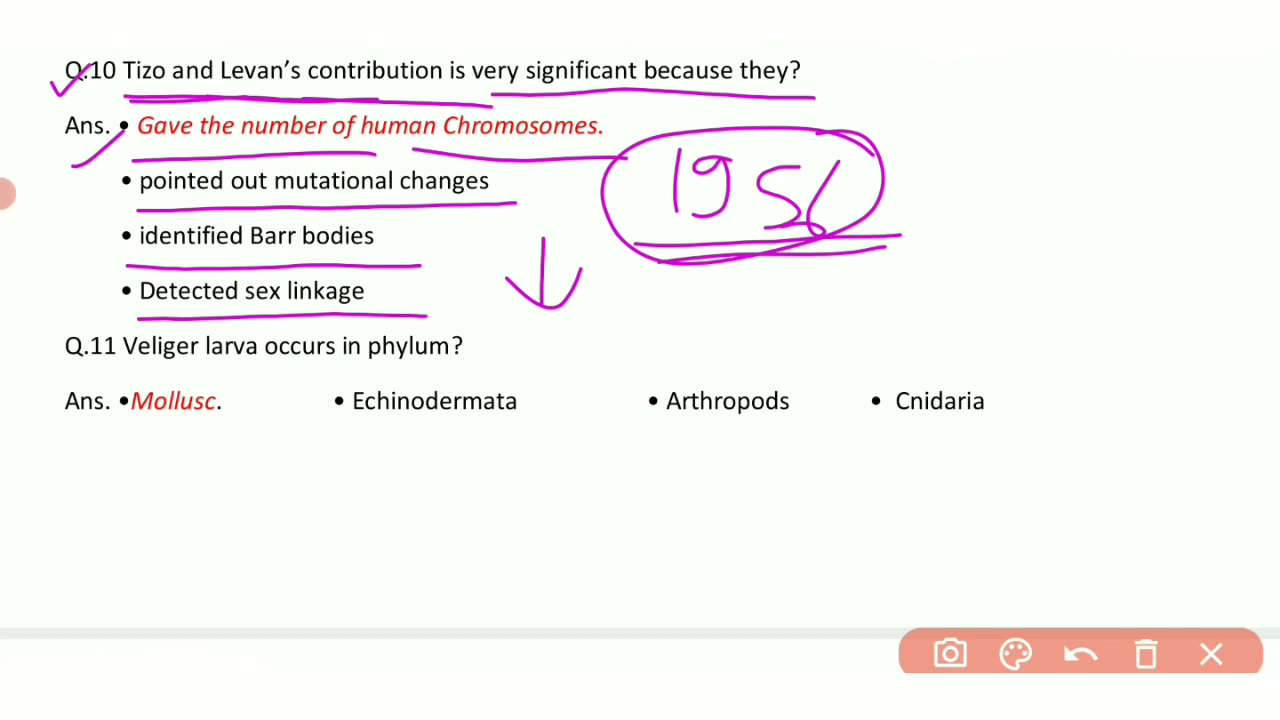 Q.10 Tizo and Levan's contribution is very significant because they?
Ans. • Gave the number of human Chromosomes.
1956
• pointed out mutational changes
• identified Barr bodies
• Detected sex linkage
Q.11 Veliger larva occurs in phylum?
Ans. •Mollusc. • Echinodermata • Arthropods • Cnidaria